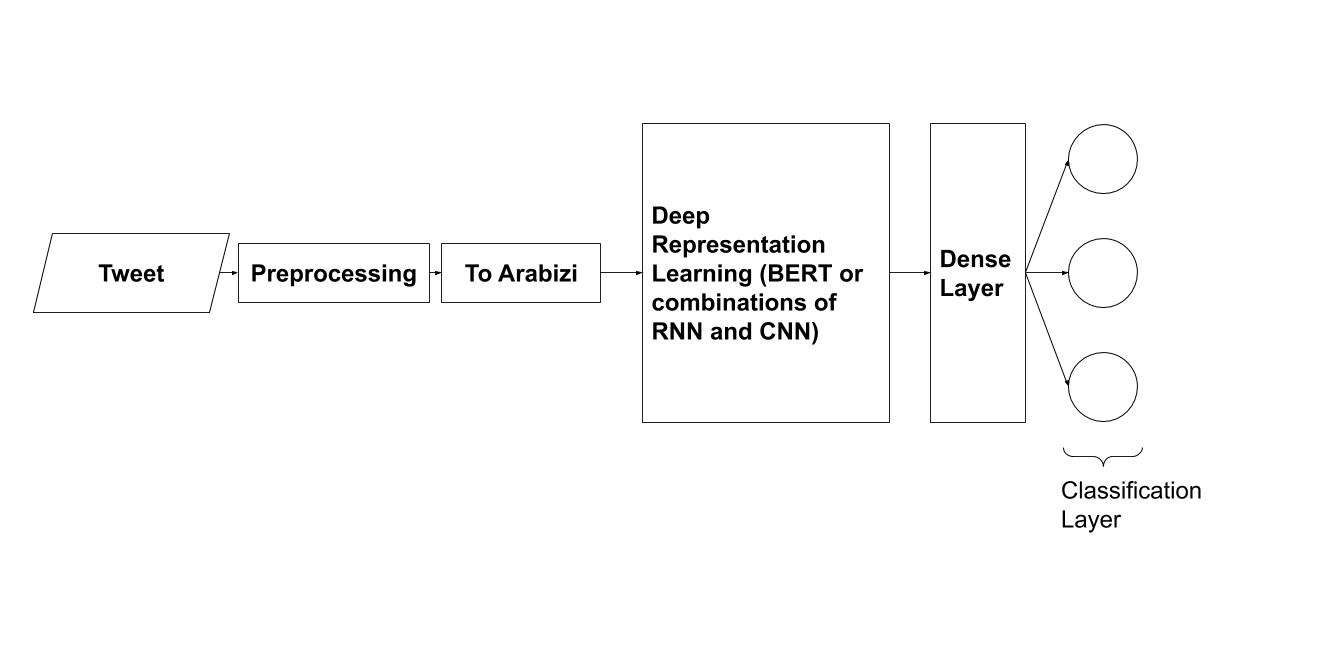 Tweet
Preprocessing
To Arabizi
Deep
Representation
Learning (BERT or
combinations of
RNN and CNN)
Dense
Layer
Classification
Layer